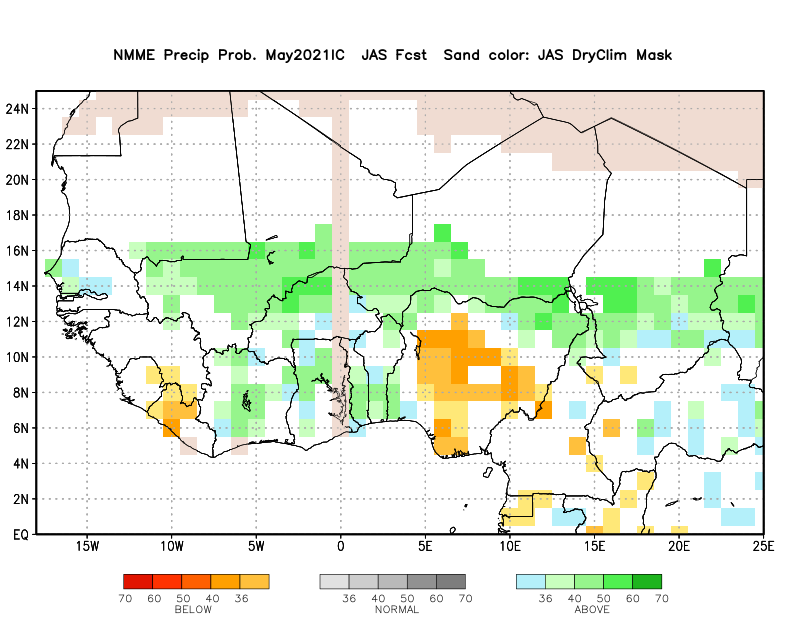 NMME Precip Prob. May2021IC JAS Fcst Sand color: JAS DryClim Mask
24N
22N
20N
18N
16N
14N
12N
10N
8N
6N
4N
2N
EQ
15W 10W 5W 0 5E 10E 15E 20E 25E
70 60 50 40 36 36 40 50 60 70 36 40 50 60 70
BELOW NORMAL ABOVE